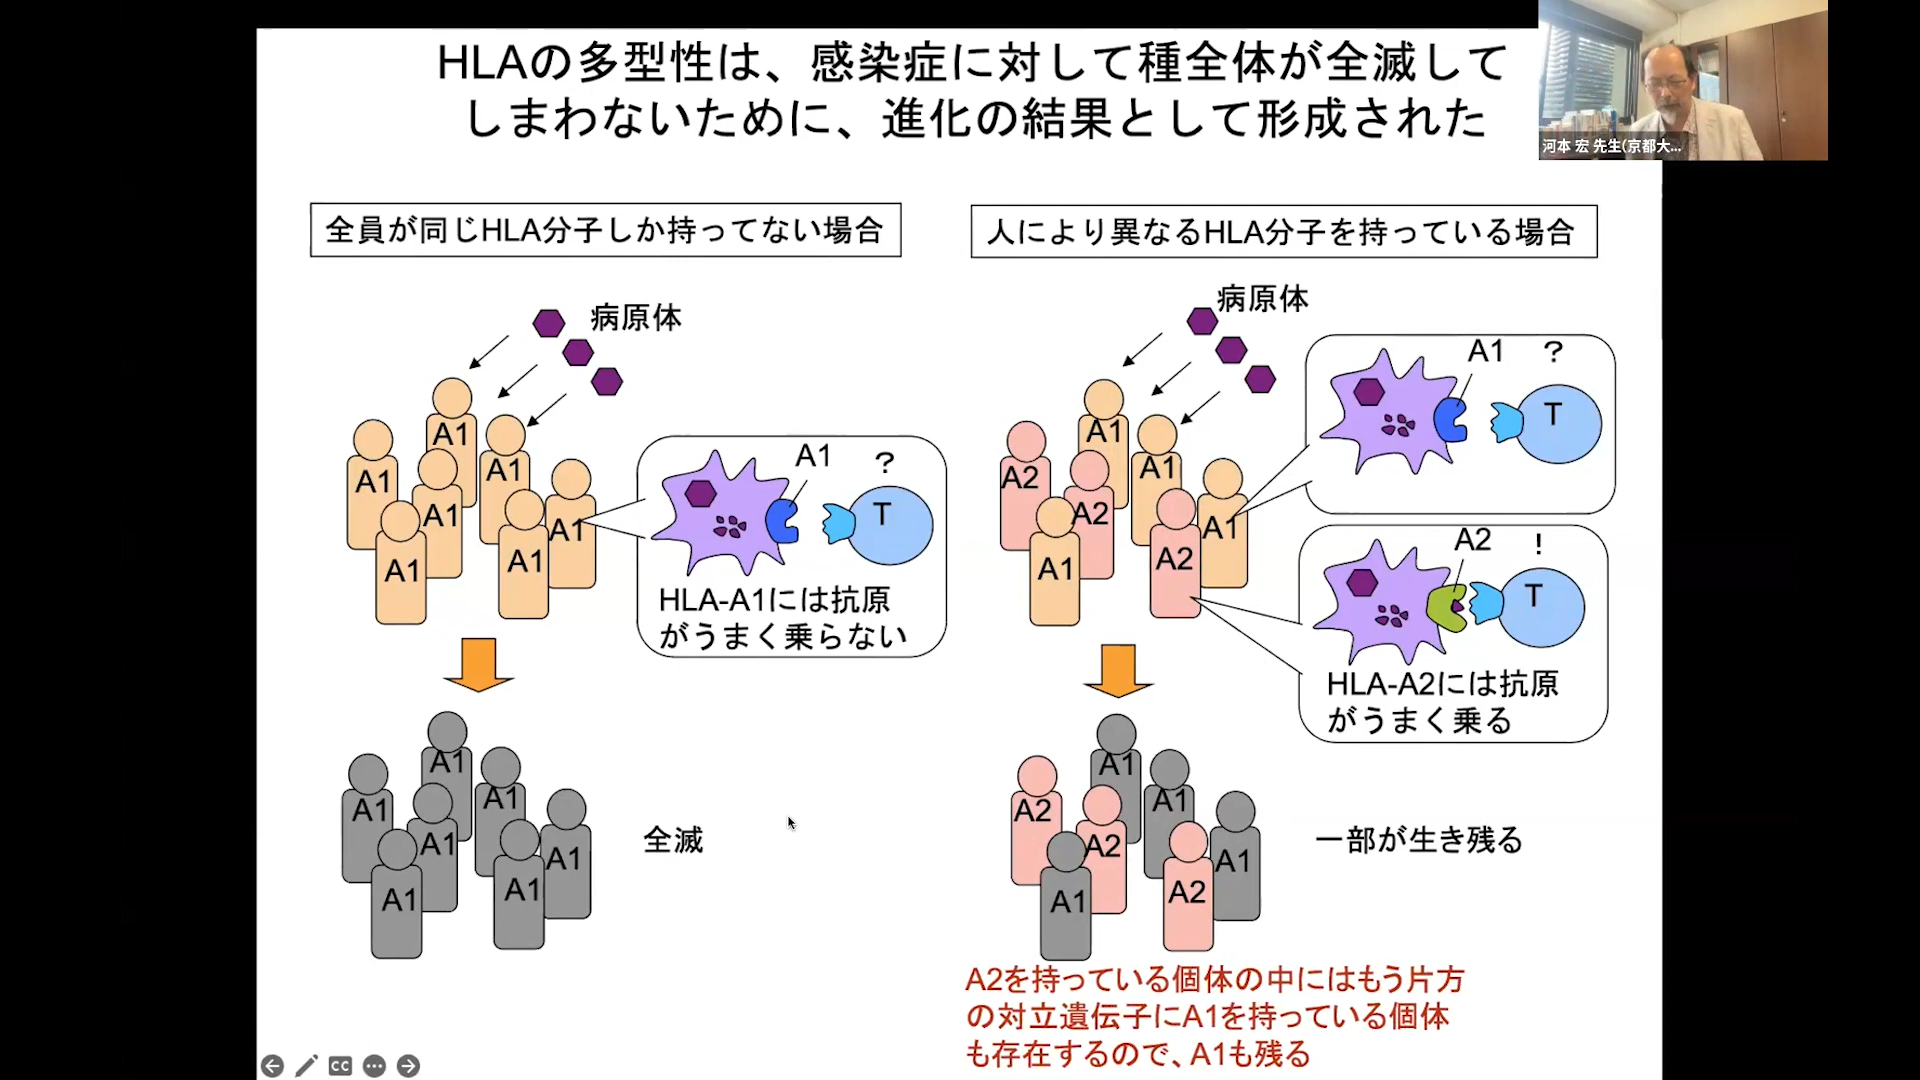 HLAの多型性は、感染症に対して種全体が全滅して
しまわないために、進化の結果として形成された
河本 宏 先生(京都大...
全員が同じHLA分子しか持ってない場合
病原体
A1
A1
A1
A1
A1
A1
A1
A1 ?
T
HLA-A1には抗原
がうまく乗らない
A1
A1
A1
A1
A1
A1
A1
全滅
人により異なるHLA分子を持っている場合
病原体
A1
A2
A1
A2
A1
A2
A1
A1 ?
T
A2 !
T
HLA-A2には抗原
がうまく乗る
A1
A2
A1
A2
A1
A1
A2
一部が生き残る
A2を持っている個体の中にはもう片方
の対立遺伝子にA1を持っている個体
も存在するので、A1も残る
CC